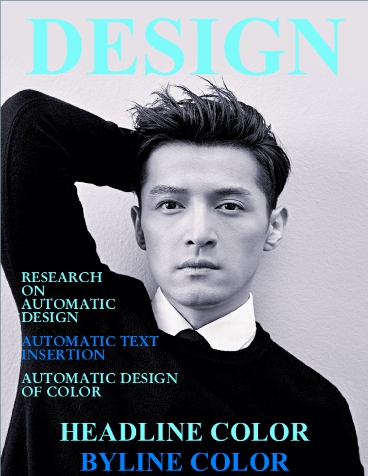 DESIGN
RESEARCH
ON
AUTOMATIC
DESIGN
AUTOMATIC TEXT
INSERTION
AUTOMATIC DESIGN
OF COLOR
HEADLINE COLOR
BYLINE COLOR